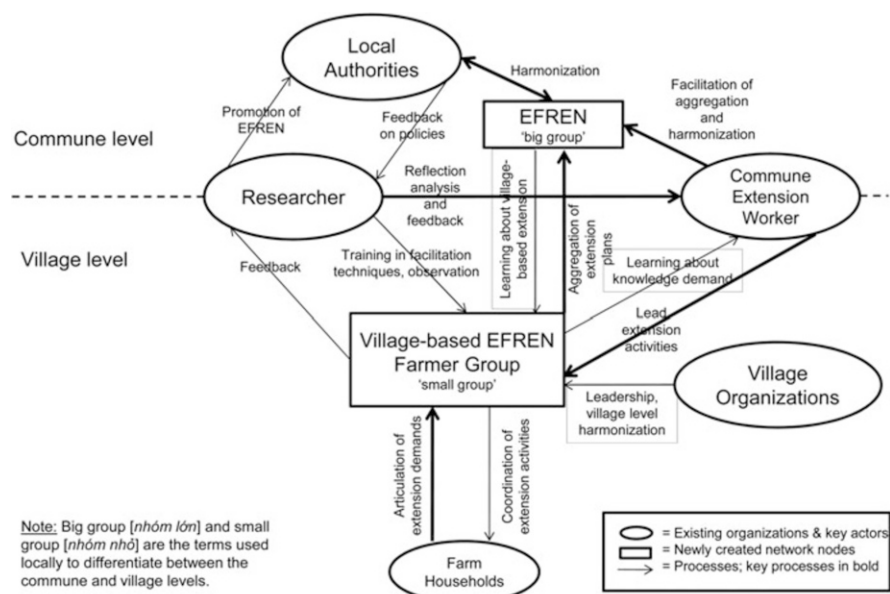 Local
Authorities
Harmonization
Facilitation of
aggregation
and
harmonization
Promotion of
EFREN
Feedback
on policies
EFREN
'big group'
Commune level
Researcher
Reflection
analysis
and
feedback
Commune
Extension
Worker
Village level
Feedback
Training in facilitation
techniques, observation
Learning about village-
based extension
Aggregation of
extension
plans
Learning about
knowledge demand
Lead
extension
activities
Village-based EFREN
Farmer Group
'small group'
Village
Organizations
Leadership,
village level
harmonization
Articulation of
extension demands
Coordination of
extension activities
Farm
Households
Note: Big group [nhóm lớn] and small
group [nhóm nhỏ] are the terms used
locally to differentiate between the
commune and village levels.
= Existing organizations & key actors
= Newly created network nodes
= Processes; key processes in bold